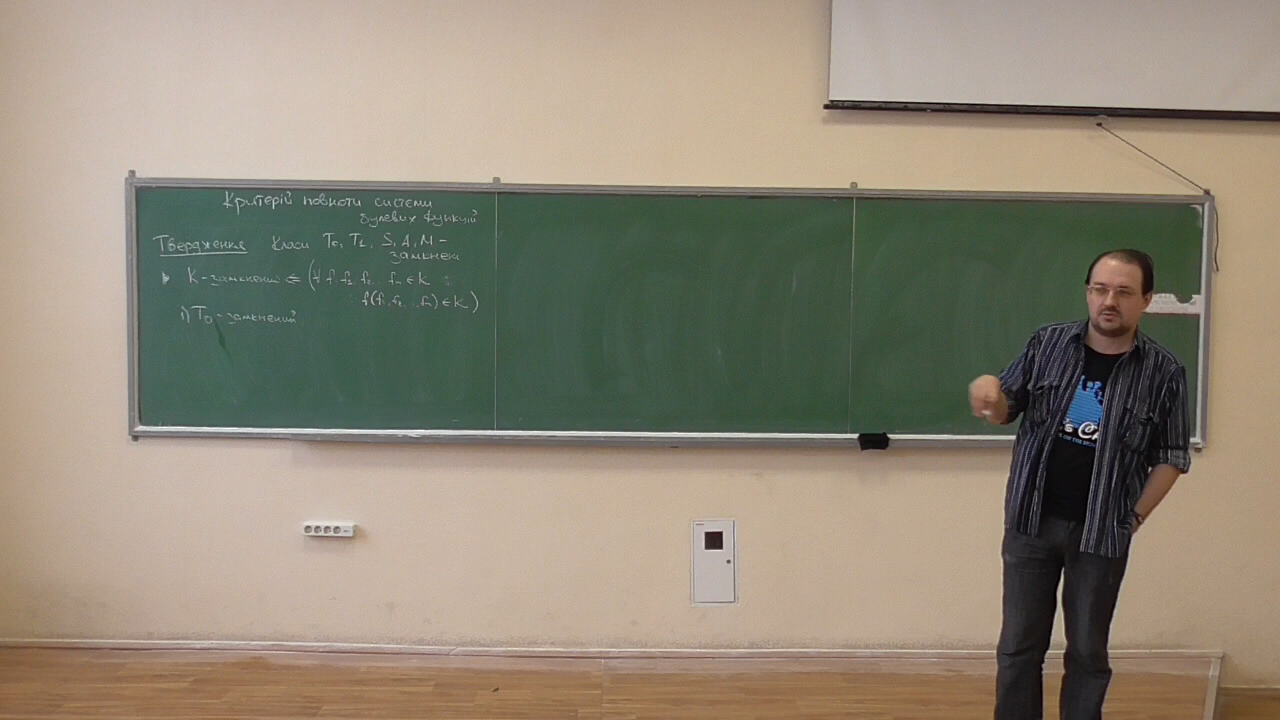 Критерій повноти системи
булевих функцій
Твердження Класи T₀, T₁, S, A, M –
замкнені
K - замкнений ⇐ (∀ f, f₁, f₂, fₙ ∈ K :
f(f₁, f₂, .., fₙ) ∈ K)
1) T₀ - замкнений